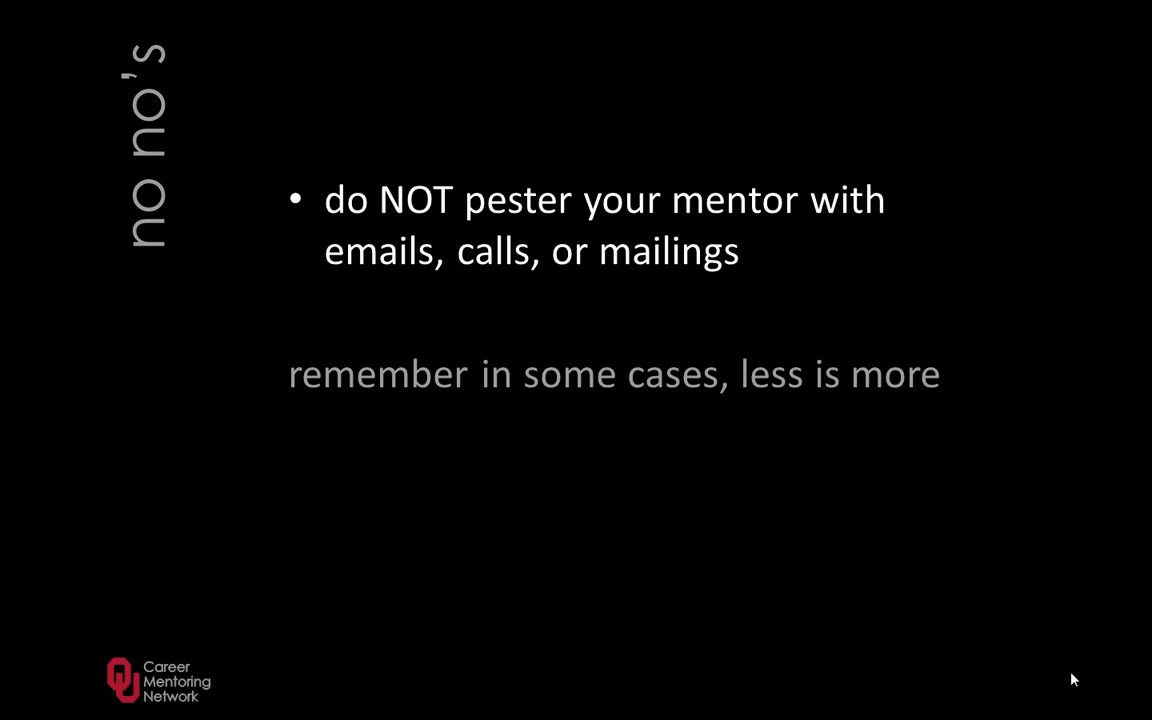 no no's
• do NOT pester your mentor with
emails, calls, or mailings
remember in some cases, less is more
OU
Career
Mentoring
Network